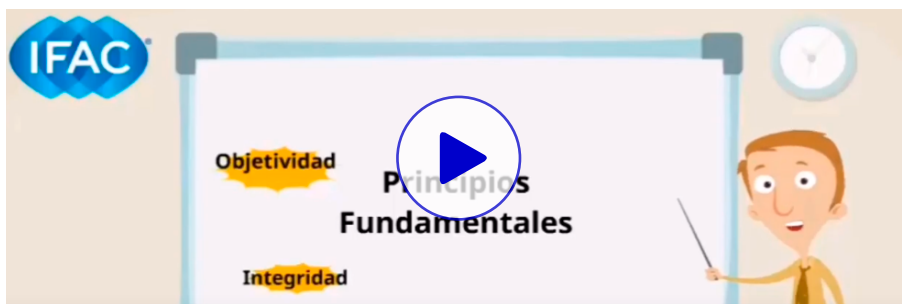 IFAC
Objetividad
Principios
Fundamentales
Integridad